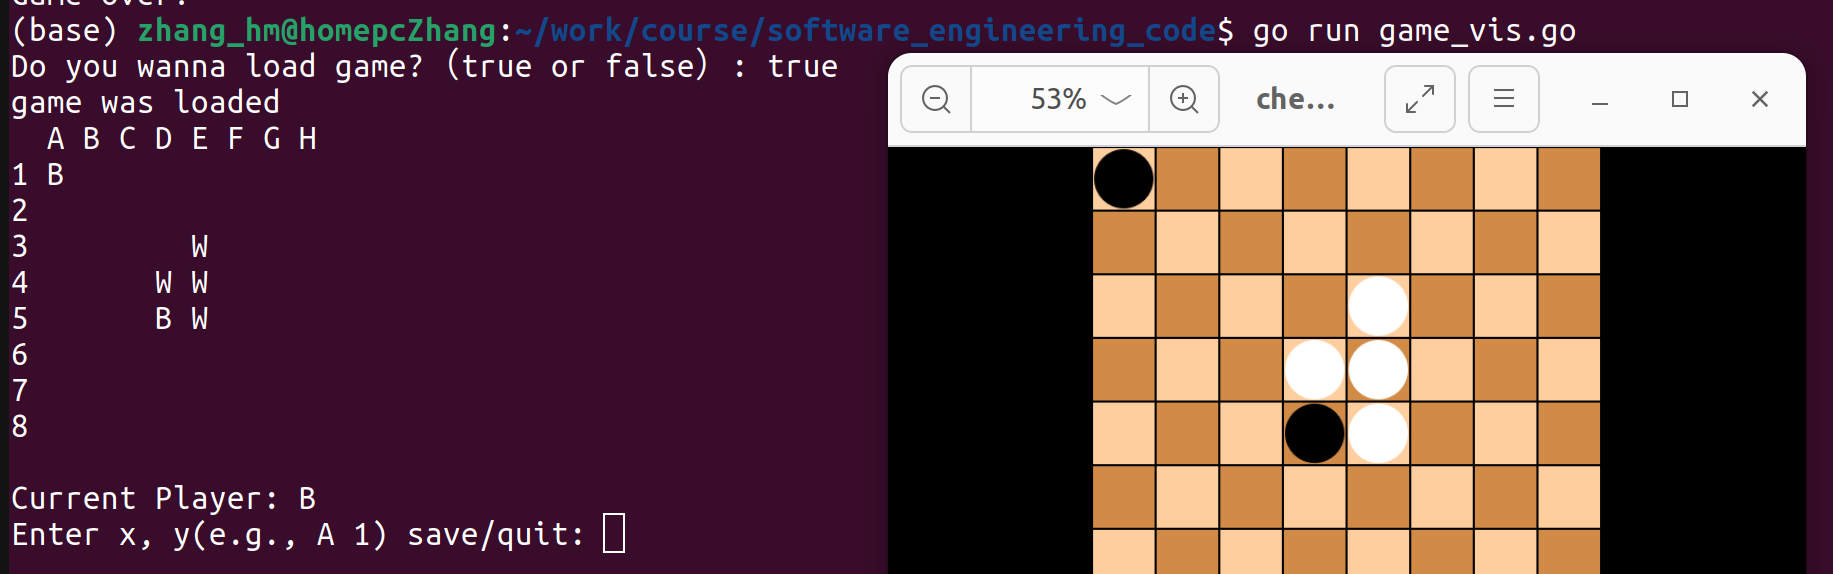 Game over!
(base) zhang_hm@homepcZhang:~/work/course/software_engineering_code$ go run game_vis.go
Do you wanna load game? (true or false) : true
game was loaded
A B C D E F G H
1 B
2
3 W
4 W W
5 B W
6
7
8
Current Player: B
Enter x, y(e.g., A 1) save/quit:
53%
che...